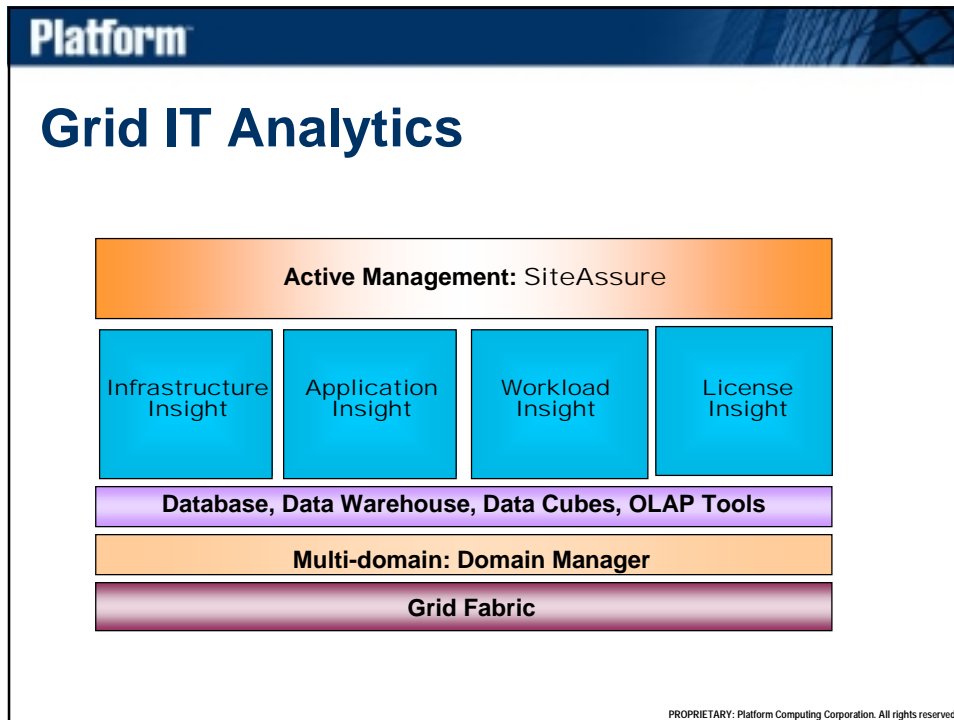 Platform
Grid IT Analytics
Active Management: SiteAssure
Infrastructure
Insight
Application
Insight
Workload
Insight
License
Insight
Database, Data Warehouse, Data Cubes, OLAP Tools
Multi-domain: Domain Manager
Grid Fabric
PROPRIETARY: Platform Computing Corporation. All rights reserved